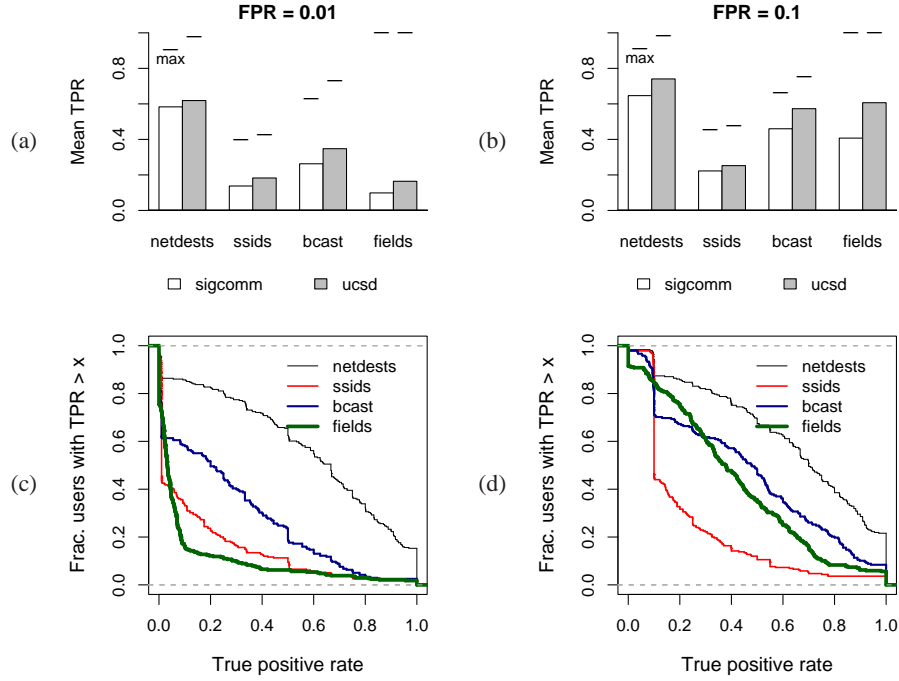 FPR = 0.01
(a)
Mean TPR
0.0 0.4 0.8
max
netdests ssids bcast fields
sigcomm ucsd
FPR = 0.1
(b)
Mean TPR
0.0 0.4 0.8
max
netdests ssids bcast fields
sigcomm ucsd
(c)
Frac. users with TPR > x
1.0
0.8
0.6
0.4
0.2
0.0
netdests
ssids
bcast
fields
0.0 0.2 0.4 0.6 0.8 1.0
True positive rate
(d)
Frac. users with TPR > x
1.0
0.8
0.6
0.4
0.2
0.0
netdests
ssids
bcast
fields
0.0 0.2 0.4 0.6 0.8 1.0
True positive rate